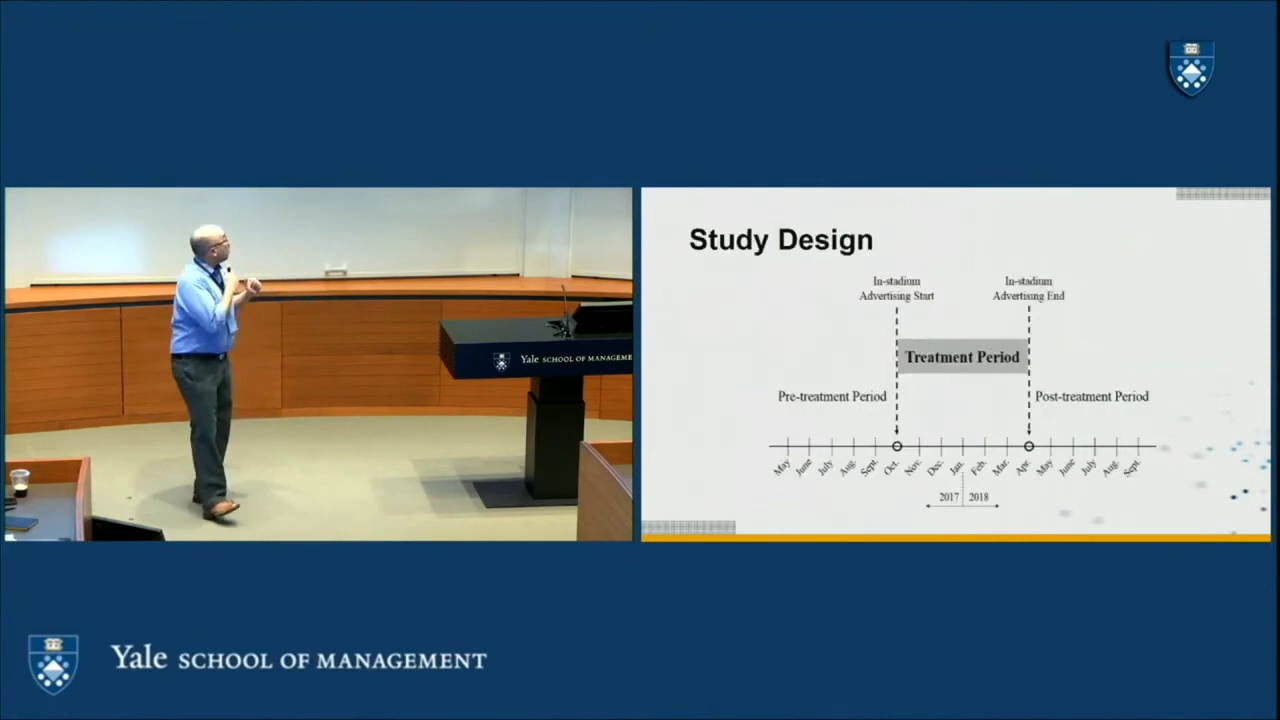 Study Design
In-stadium
Advertising Start
In-stadium
Advertising End
Treatment Period
Pre-treatment Period
Post-treatment Period
May June July Aug. Sept. Oct. Nov. Dec. Jan. Feb. Mar. Apr. May June July Aug. Sept.
2017 2018
Yale SCHOOL OF MANAGEME
Yale SCHOOL OF MANAGEMENT